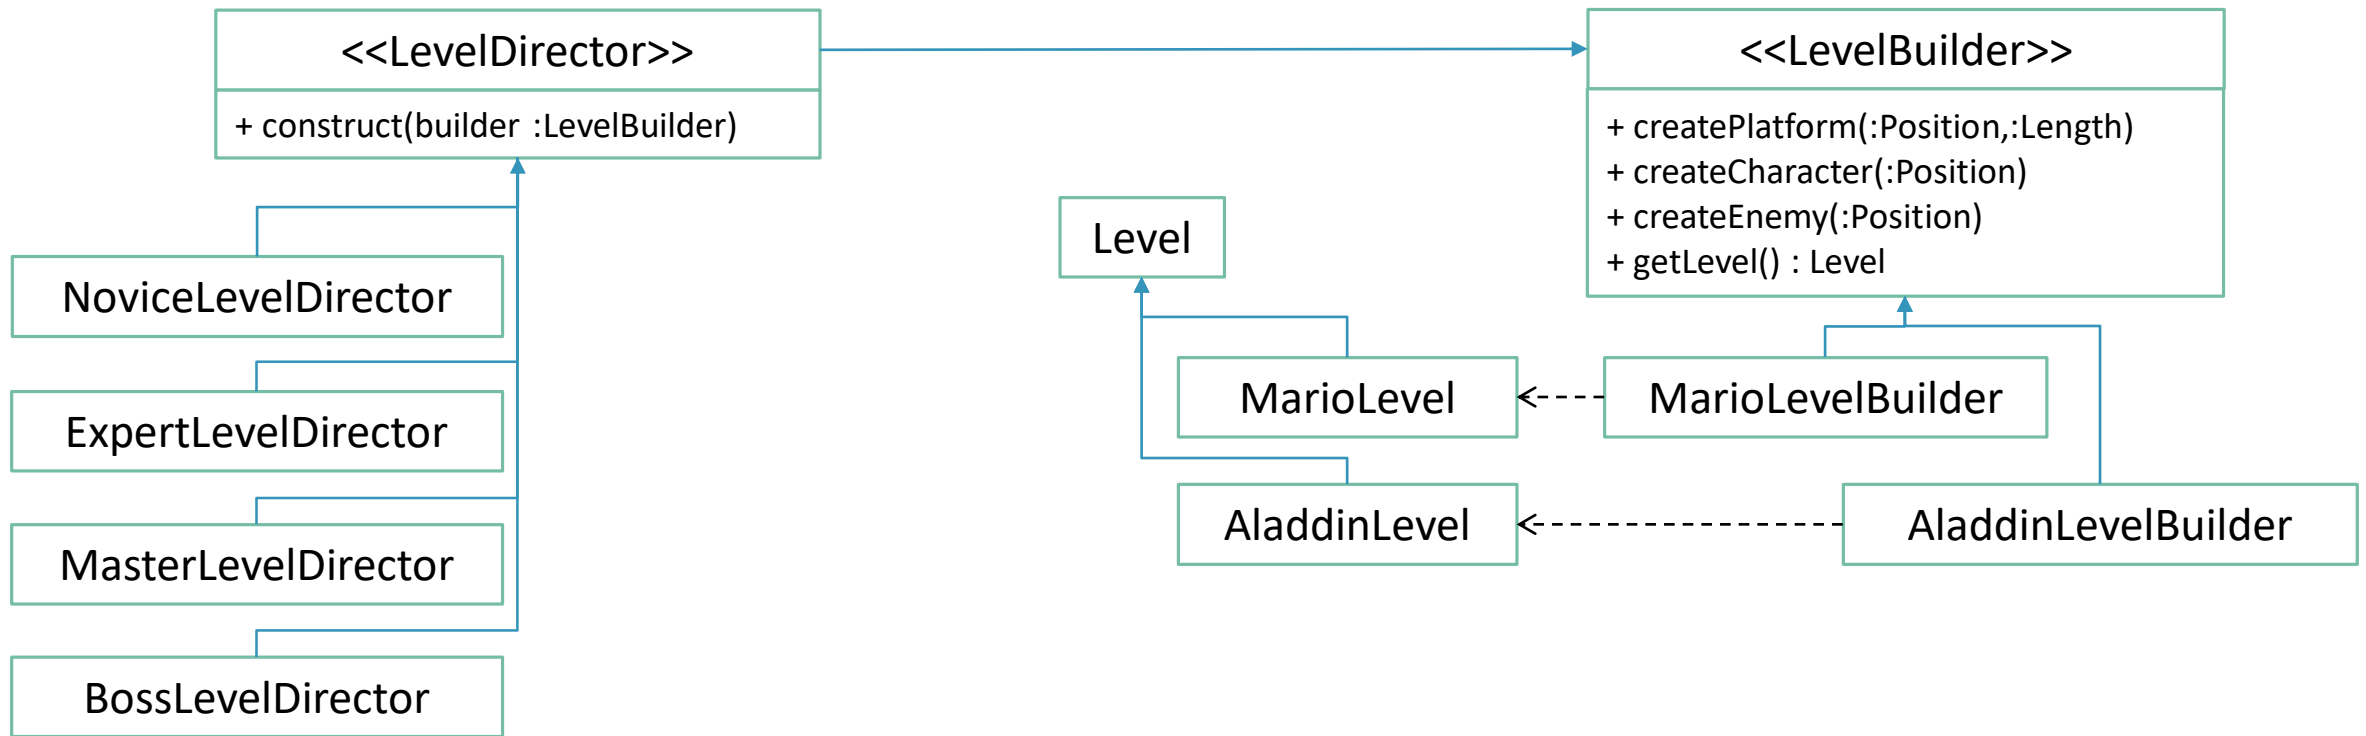 <<LevelDirector>>
+ construct(builder :LevelBuilder)
NoviceLevelDirector
ExpertLevelDirector
MasterLevelDirector
BossLevelDirector
Level
MarioLevel
AladdinLevel
<<LevelBuilder>>
+ createPlatform(:Position,:Length)
+ createCharacter(:Position)
+ createEnemy(:Position)
+ getLevel() : Level
MarioLevelBuilder
AladdinLevelBuilder